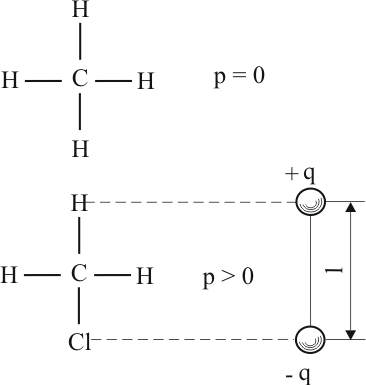 H
H C H p = 0
H
+ q
H
H C H p > 0 l
Cl
- q